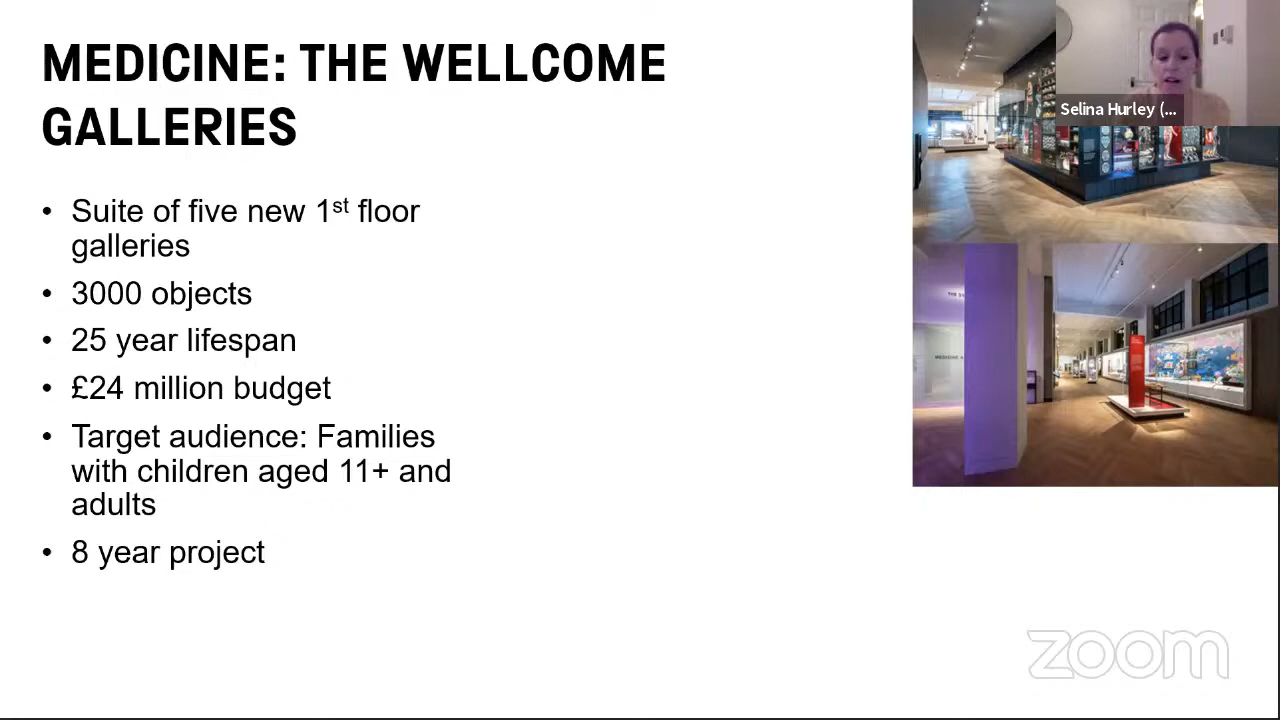 MEDICINE: THE WELLCOME
GALLERIES
Selina Hurley (...
• Suite of five new 1st floor
galleries
• 3000 objects
• 25 year lifespan
• £24 million budget
• Target audience: Families
with children aged 11+ and
adults
• 8 year project
zoom